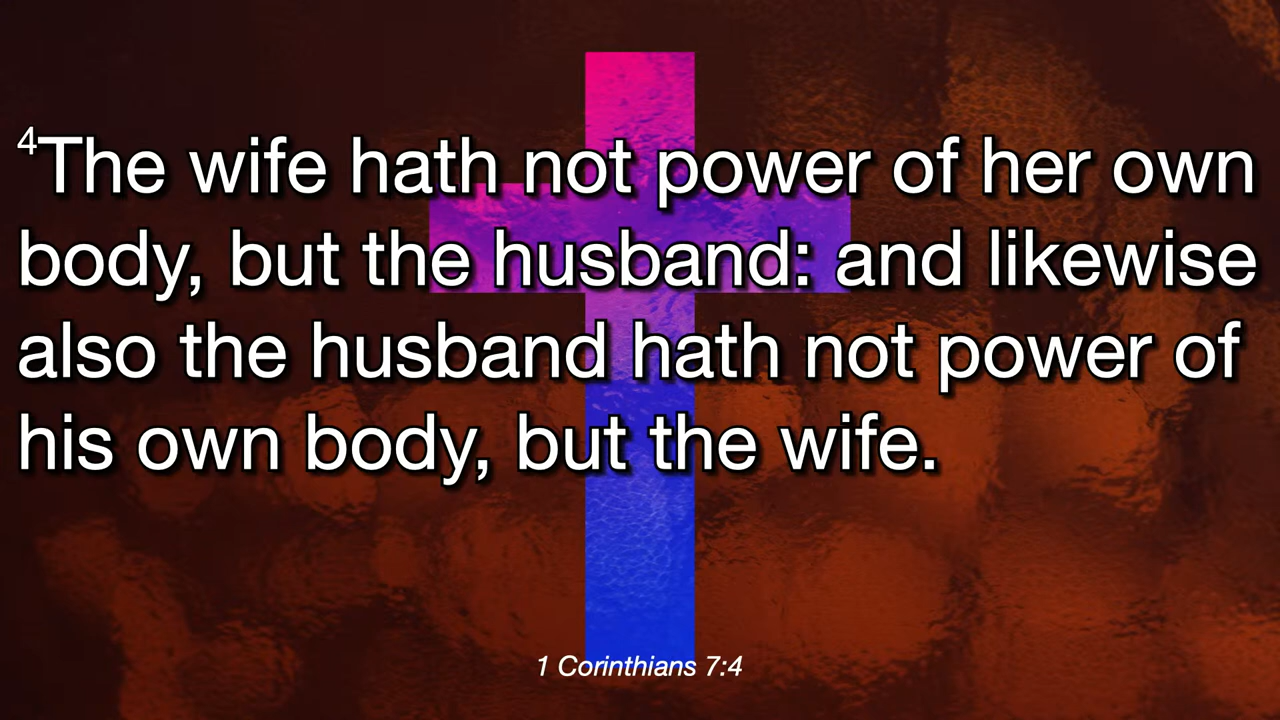 4The wife hath not power of her own
body, but the husband: and likewise
also the husband hath not power of
his own body, but the wife.
1 Corinthians 7:4